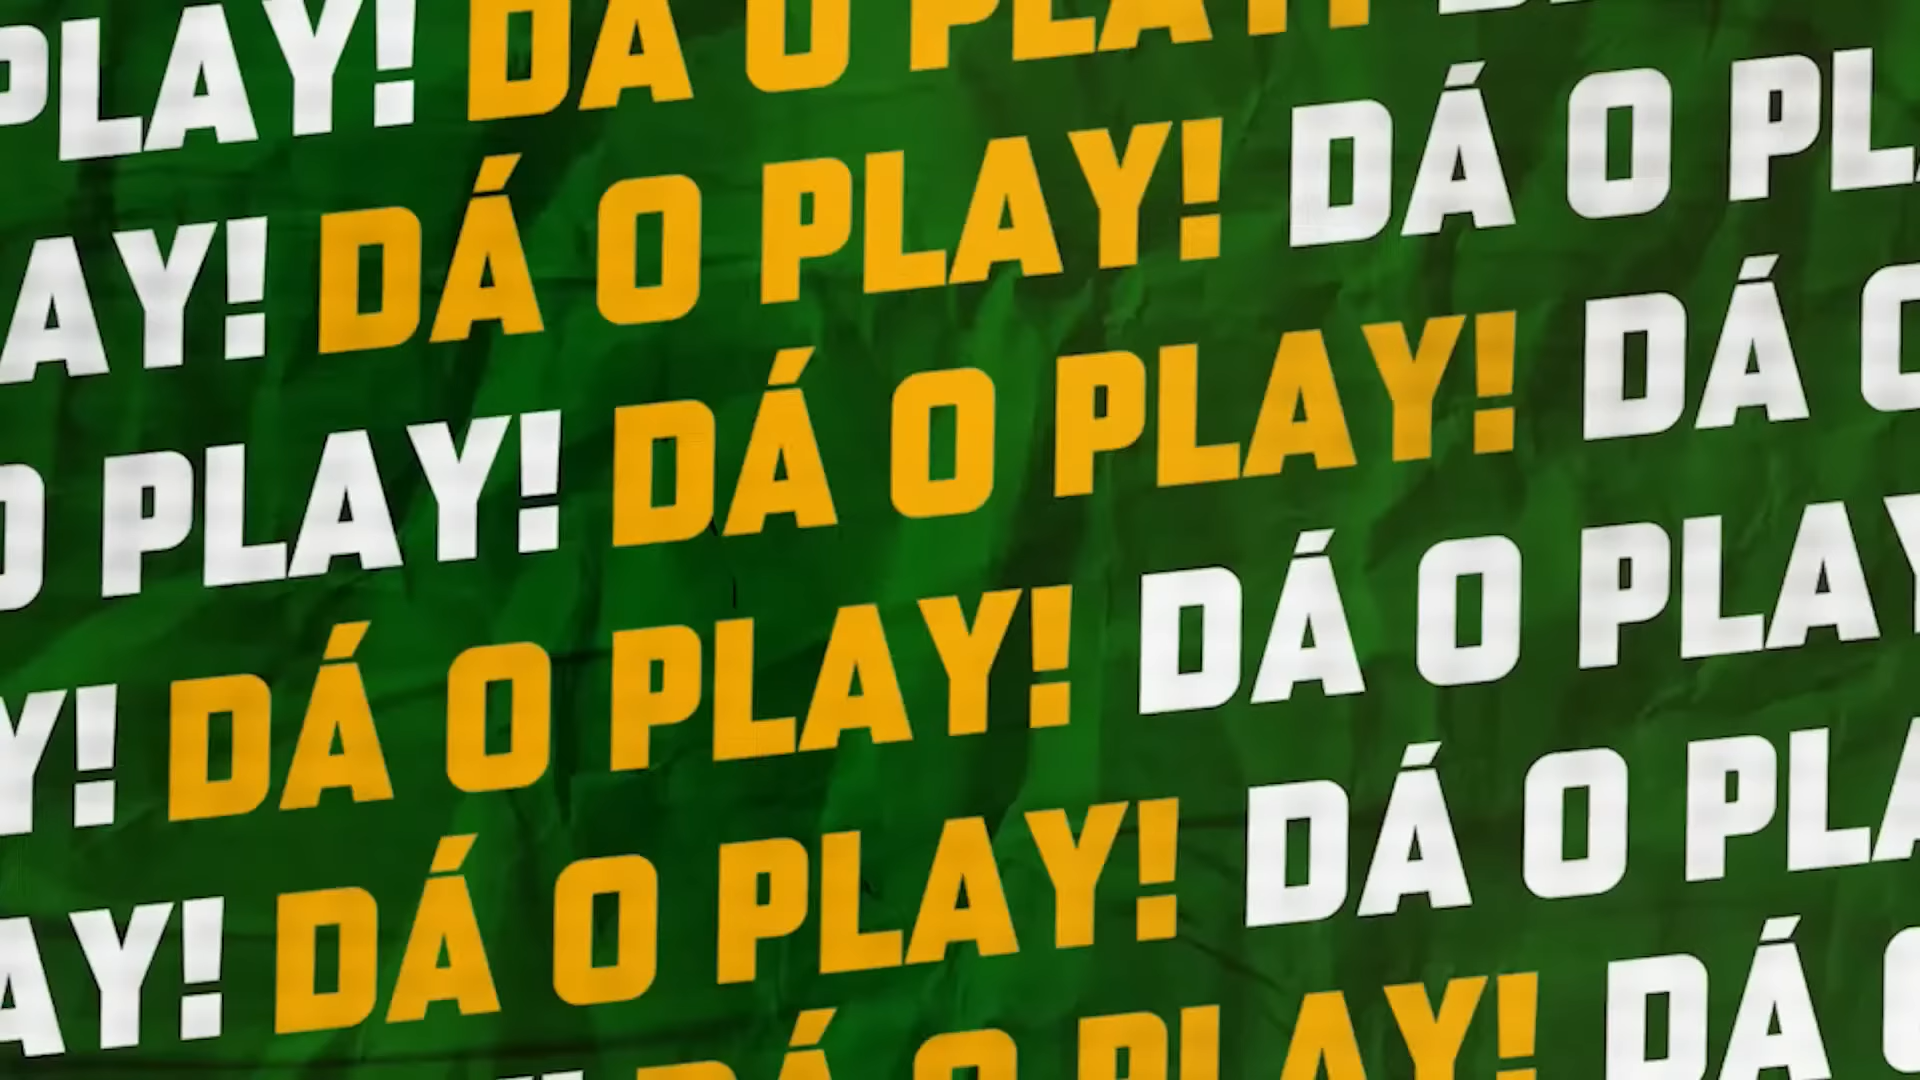 PLAY! DÁ O PLAY!
AY! DÁ O PLAY! DÁ O PL
O PLAY! DÁ O PLAY! DÁ O
Y! DÁ O PLAY! DÁ O PLAY
AY! DÁ O PLAY! DÁ O PLA
DÁ O PLAY! DÁ O